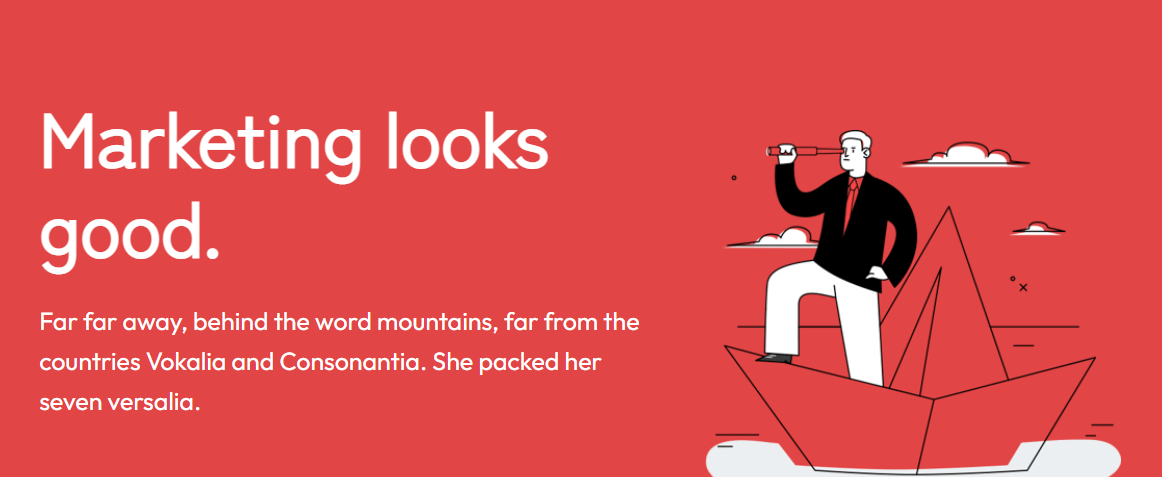 Marketing looks
good.
Far far away, behind the word mountains, far from the
countries Vokalia and Consonantia. She packed her
seven versalia.